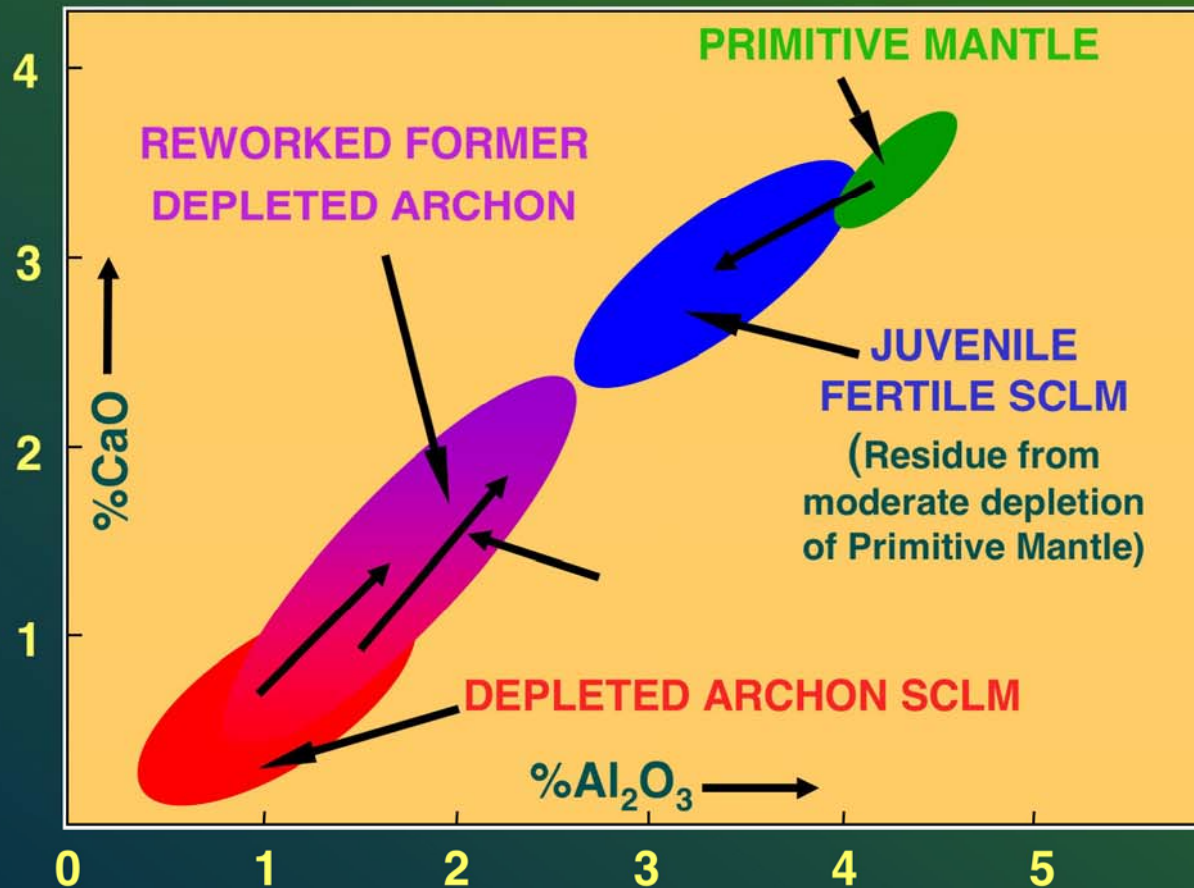 PRIMITIVE MANTLE
REWORKED FORMER
DEPLETED ARCHON
JUVENILE
FERTILE SCLM
(Residue from
moderate depletion
of Primitive Mantle)
DEPLETED ARCHON SCLM
%CaO
%Al₂O₃
4
3
2
1
0 1 2 3 4 5